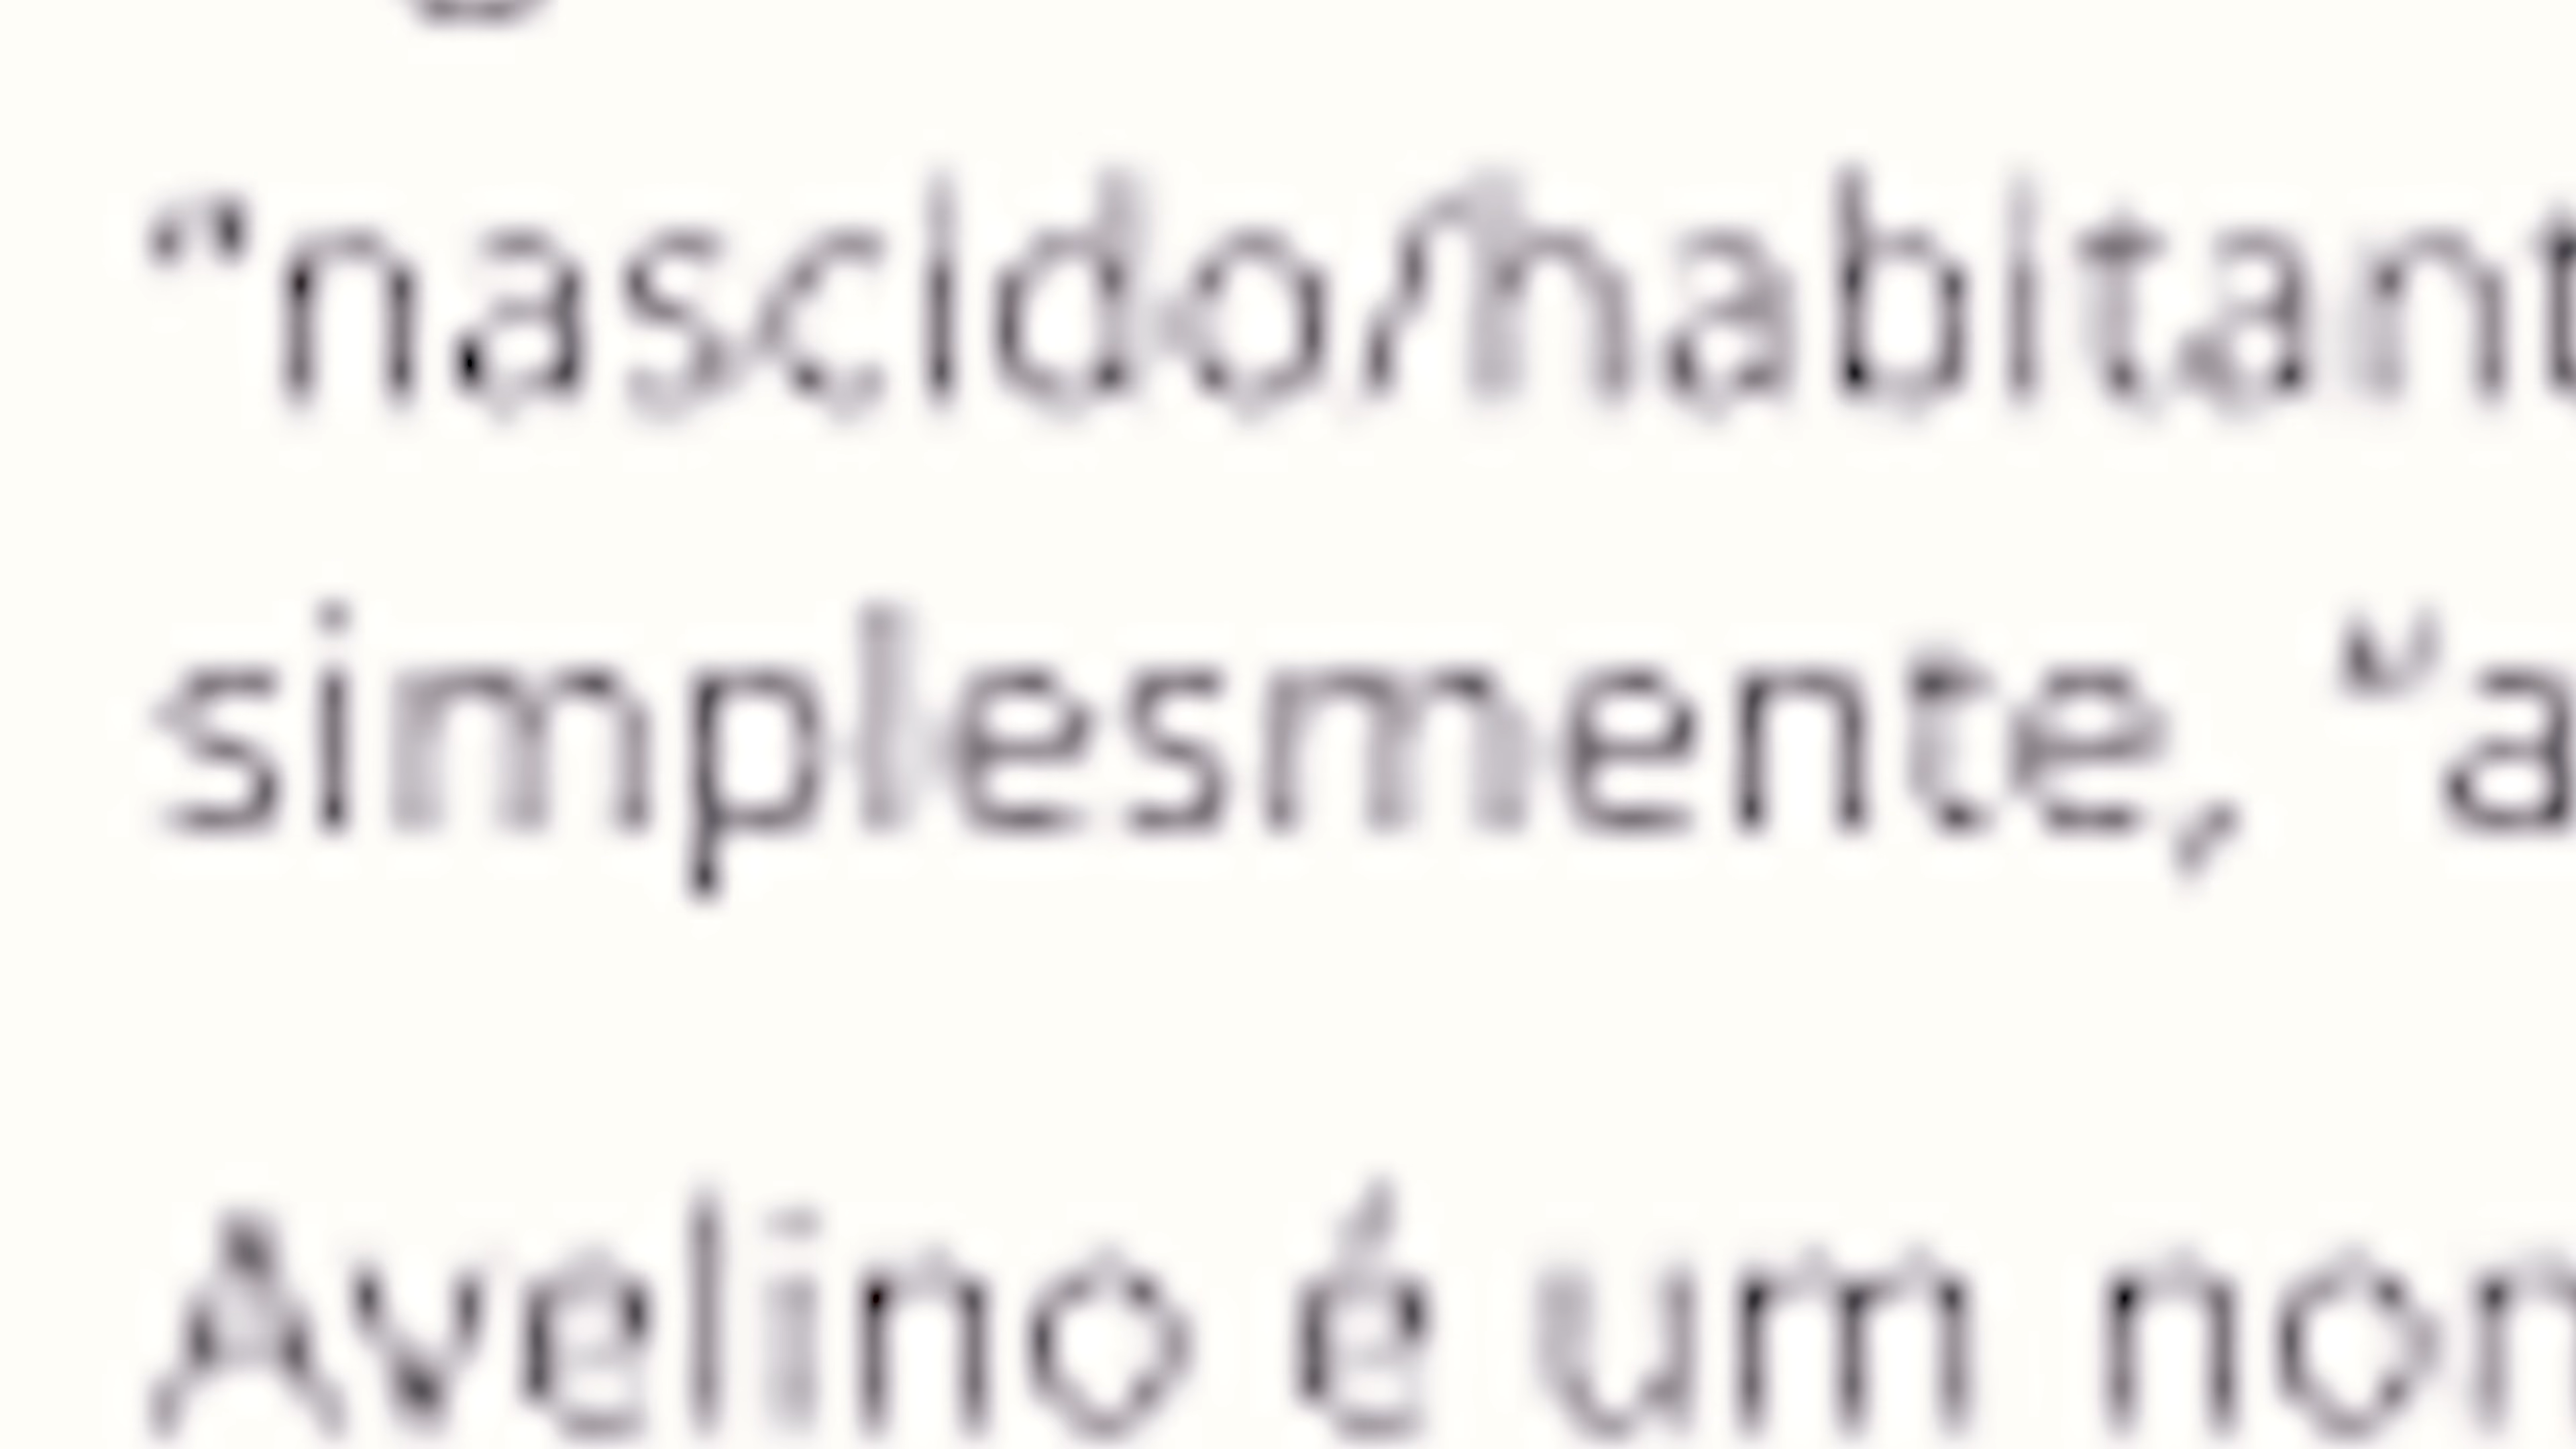 “nascido/habitant
simplesmente, “a
Avelino é um non